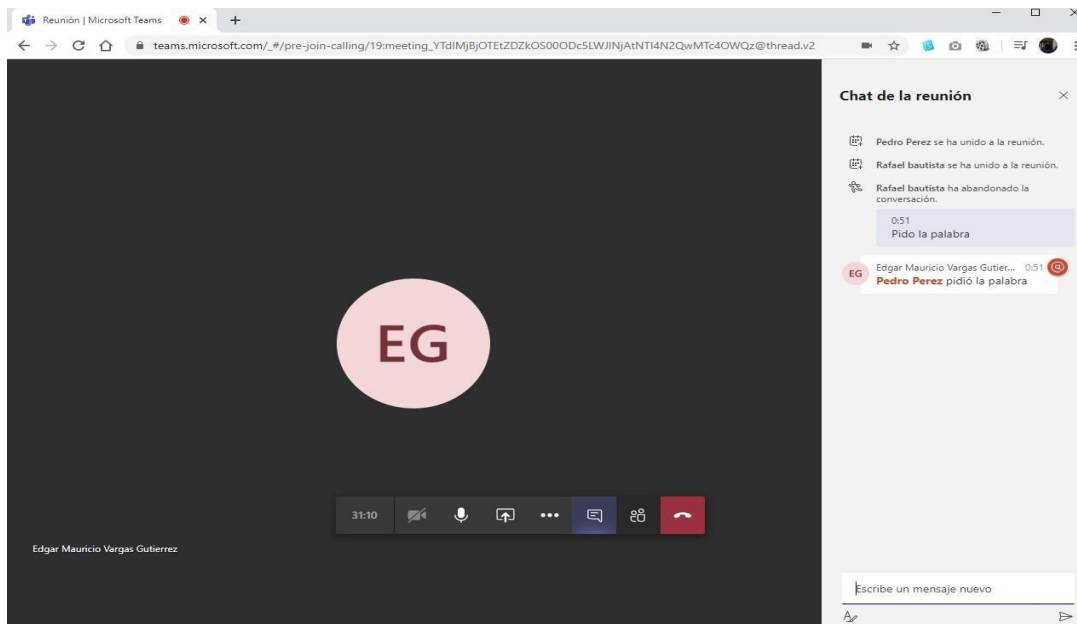 Reunión | Microsoft Teams
teams.microsoft.com/_#/pre-join-calling/19:meeting_YTdlMjBjOTEtZDZkOS00ODc5LWJlNjAtNTI4N2QwMTc4OWQz@thread.v2
Chat de la reunión
Pedro Perez se ha unido a la reunión.
Rafael bautista se ha unido a la reunión.
Rafael bautista ha abandonado la
conversación.
0:51
Pido la palabra
EG
Edgar Mauricio Vargas Gutier... 0:51 @
Pedro Perez pidió la palabra
EG
31:10
Edgar Mauricio Vargas Gutierrez
Escribe un mensaje nuevo